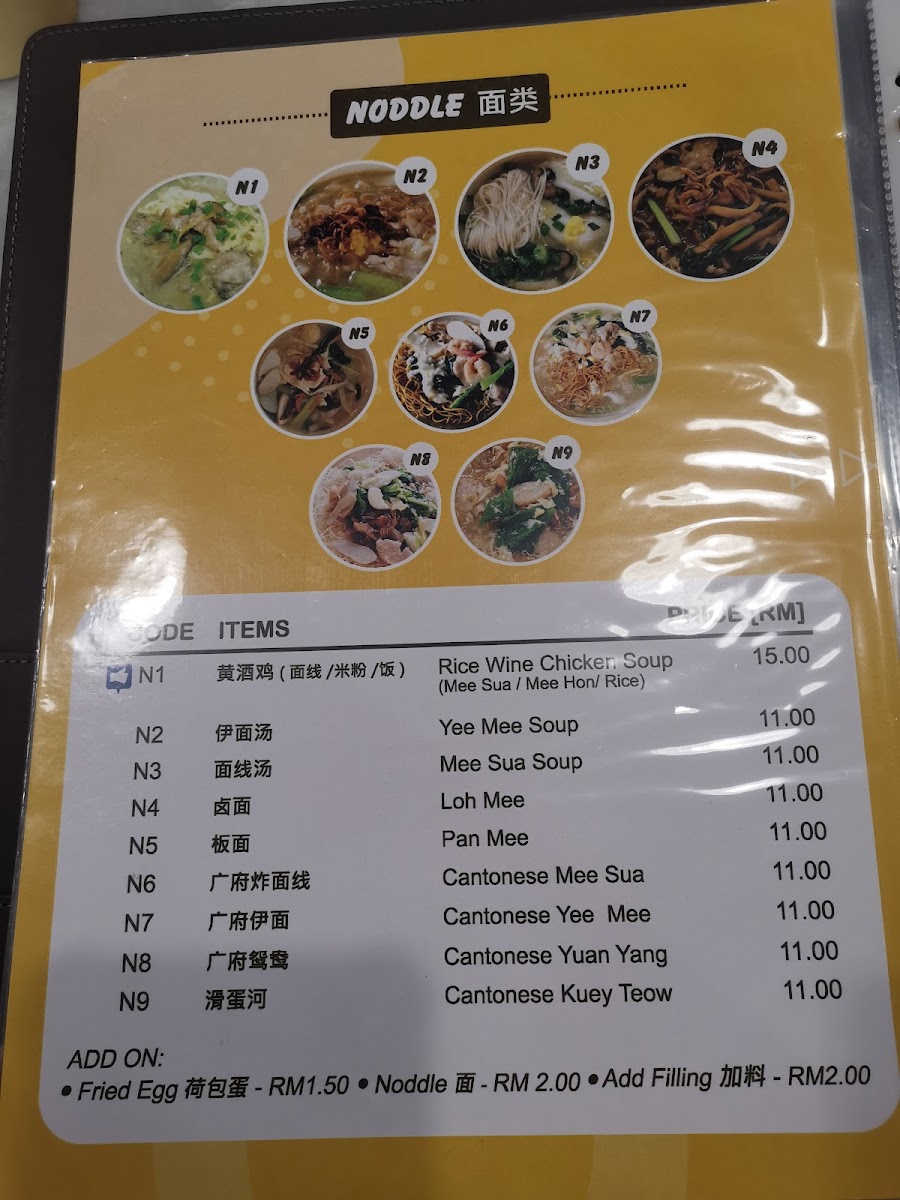 NODDLE 面类
N1 N2 N3 N4
N5 N6 N7
N8 N9
CODE ITEMS PRICE [RM]
N1 黄酒鸡 ( 面线 /米粉 /饭 ) Rice Wine Chicken Soup 15.00
(Mee Sua / Mee Hon/ Rice)
N2 伊面汤 Yee Mee Soup 11.00
N3 面线汤 Mee Sua Soup 11.00
N4 卤面 Loh Mee 11.00
N5 板面 Pan Mee 11.00
N6 广府炸面线 Cantonese Mee Sua 11.00
N7 广府伊面 Cantonese Yee Mee 11.00
N8 广府鸳鸯 Cantonese Yuan Yang 11.00
N9 滑蛋河 Cantonese Kuey Teow 11.00
ADD ON:
• Fried Egg 荷包蛋 - RM1.50 • Noddle 面 - RM 2.00 • Add Filling 加料 - RM2.00